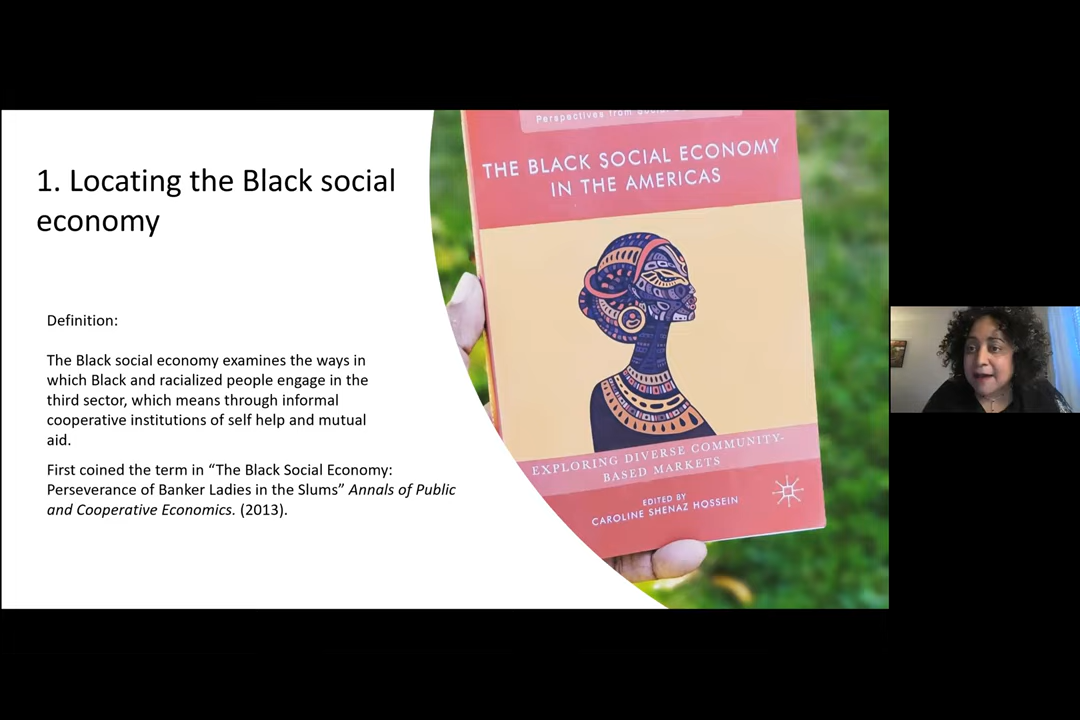 1. Locating the Black social
economy
Definition:
The Black social economy examines the ways in
which Black and racialized people engage in the
third sector, which means through informal
cooperative institutions of self help and mutual
aid.
First coined the term in “The Black Social Economy:
Perseverance of Banker Ladies in the Slums” Annals of Public
and Cooperative Economics. (2013).
Perspectives from
THE BLACK SOCIAL ECONOMY
IN THE AMERICAS
EXPLORING DIVERSE COMMUNITY-
BASED MARKETS
EDITED BY
CAROLINE SHENAZ HOSSEIN